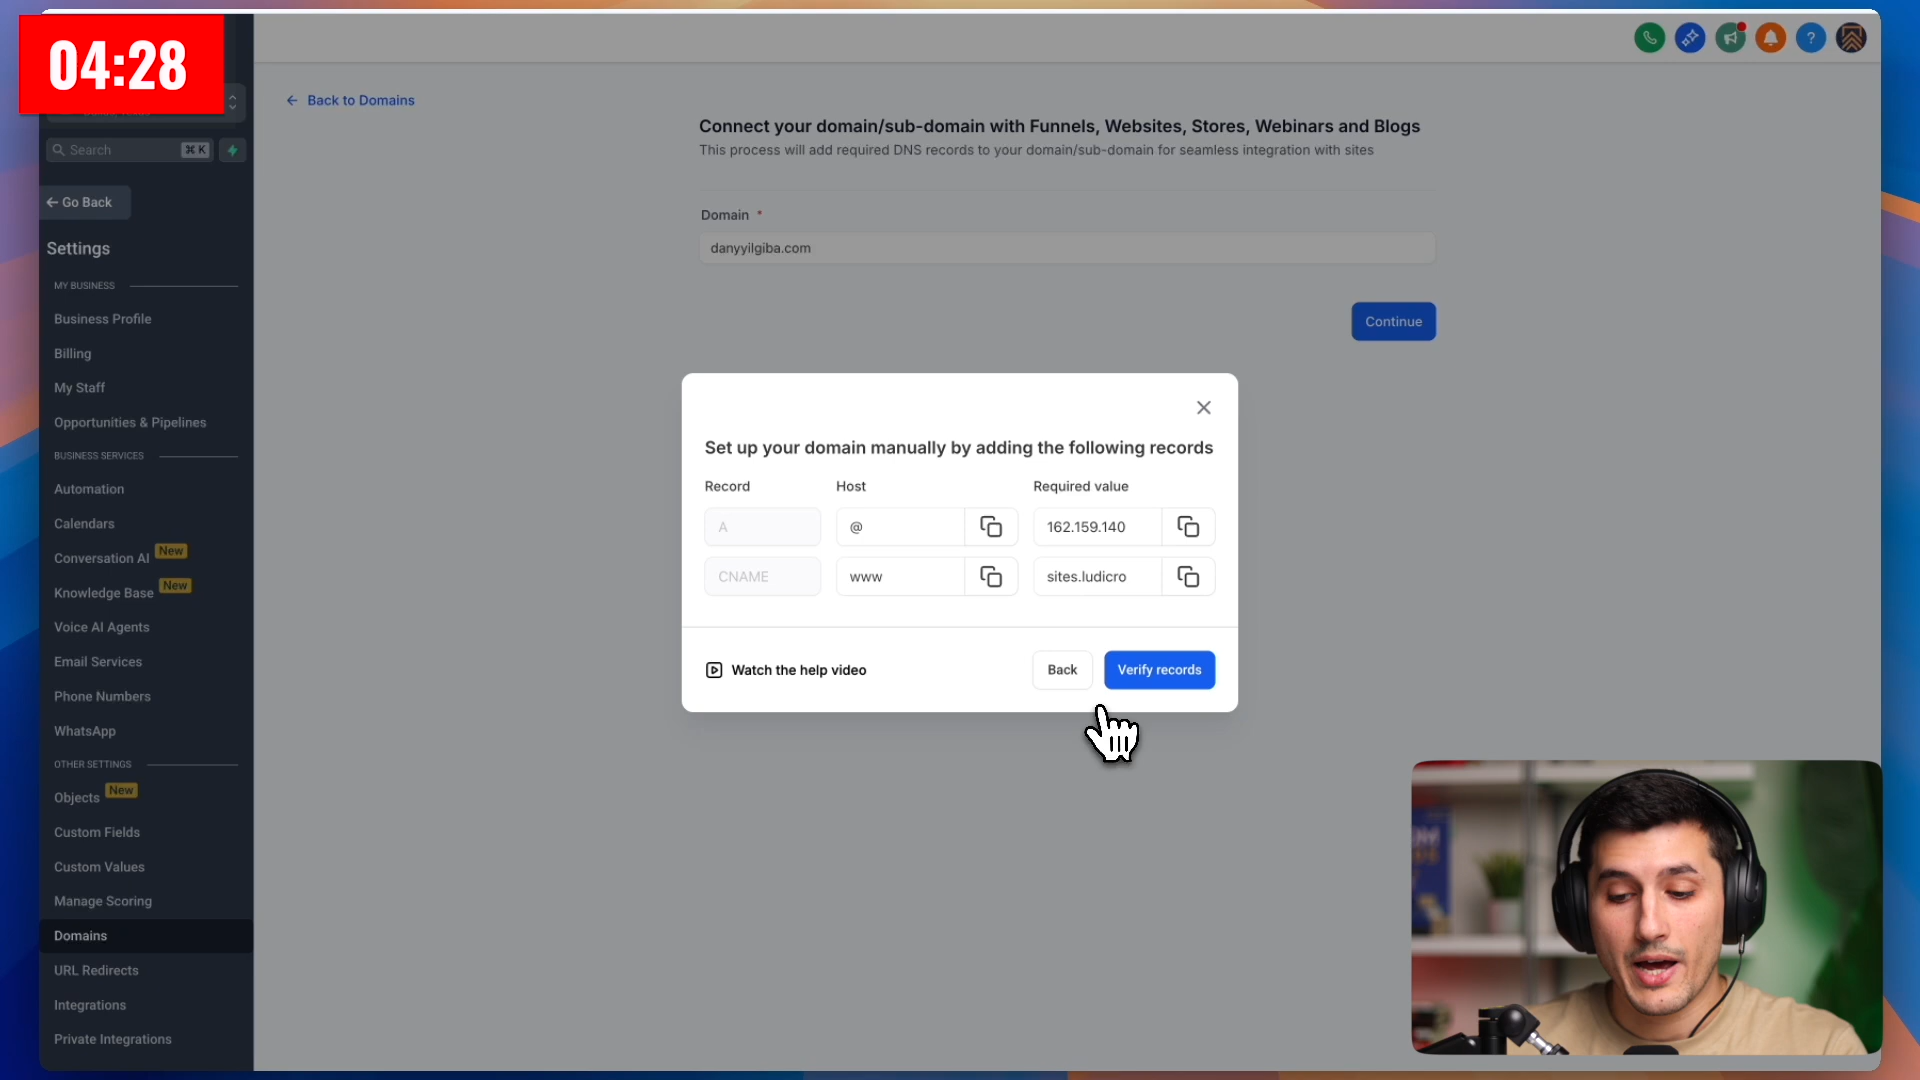 04:28
Search
⌘ K
← Go Back
Settings
MY BUSINESS
Business Profile
Billing
My Staff
Opportunities & Pipelines
BUSINESS SERVICES
Automation
Calendars
Conversation AI New
Knowledge Base New
Voice AI Agents
Email Services
Phone Numbers
WhatsApp
OTHER SETTINGS
Objects New
Custom Fields
Custom Values
Manage Scoring
Domains
URL Redirects
Integrations
Private Integrations
← Back to Domains
Connect your domain/sub-domain with Funnels, Websites, Stores, Webinars and Blogs
This process will add required DNS records to your domain/sub-domain for seamless integration with sites
Domain *
danyyilgiba.com
Continue
Set up your domain manually by adding the following records
Record Host Required value
A @ 162.159.140
CNAME www sites.ludicro
Watch the help video
Back
Verify records